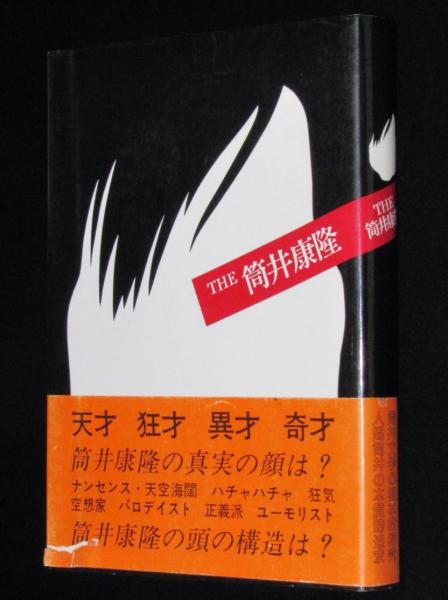 THE 筒井康隆
天才 狂才 異才 奇才
筒井康隆の真実の顔は?
ナンセンス・天空海闊 ハチャハチャ 狂気
空想家 パロデイスト 正義派 ユーモリスト
筒井康隆の頭の構造は?
THE
筒井康